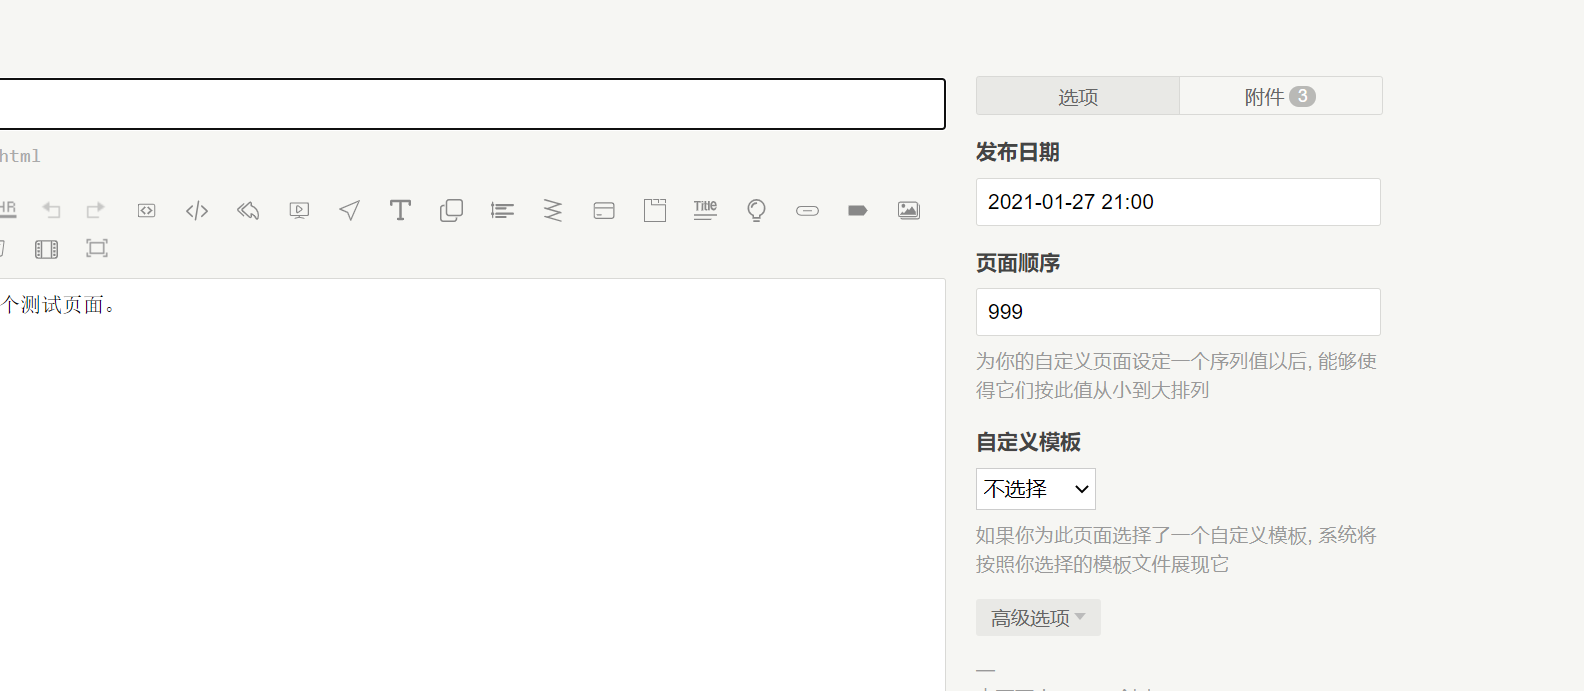 选项
附件 3
html
发布日期
HR
Title
2021-01-27 21:00
页面顺序
个测试页面。
999
为你的自定义页面设定一个序列值以后, 能够使
得它们按此值从小到大排列
自定义模板
不选择
如果你为此页面选择了一个自定义模板, 系统将
按照你选择的模板文件展现它
高级选项
—